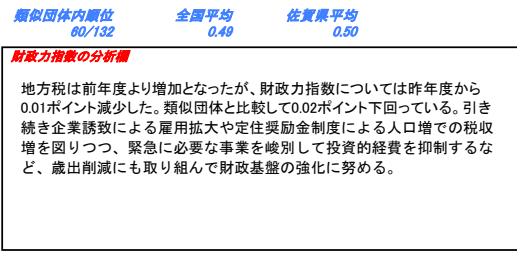 類似団体内順位 全国平均 佐賀県平均
60/132 0.49 0.50
財政力指数の分析欄
地方税は前年度より増加となったが、財政力指数については昨年度から
0.01ポイント減少した。類似団体と比較して0.02ポイント下回っている。引き
続き企業誘致による雇用拡大や定住奨励金制度による人口増での税収
増を図りつつ、緊急に必要な事業を峻別して投資的経費を抑制するな
ど、歳出削減にも取り組んで財政基盤の強化に努める。